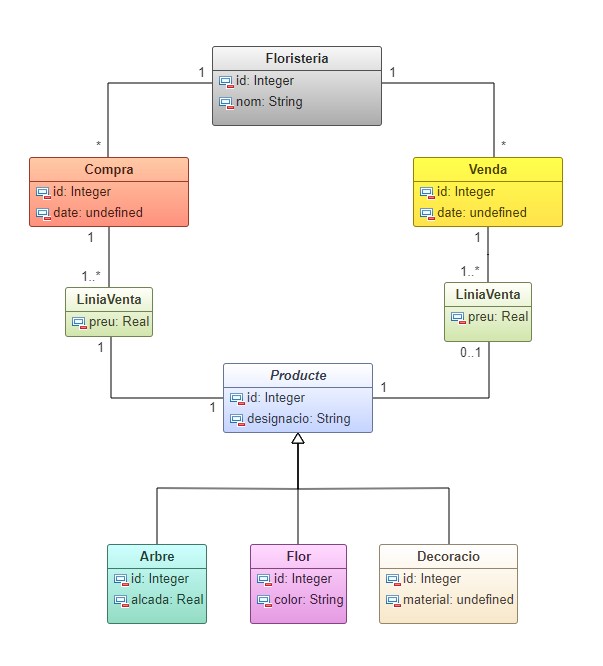 Floristeria
id: Integer
nom: String
1
1
*
*
Compra
id: Integer
date: undefined
Venda
id: Integer
date: undefined
1
1
1..*
1..*
LiniaVenta
preu: Real
LiniaVenta
preu: Real
1
0..1
Producte
id: Integer
designacio: String
1
1
Arbre
id: Integer
alcada: Real
Flor
id: Integer
color: String
Decoracio
id: Integer
material: undefined